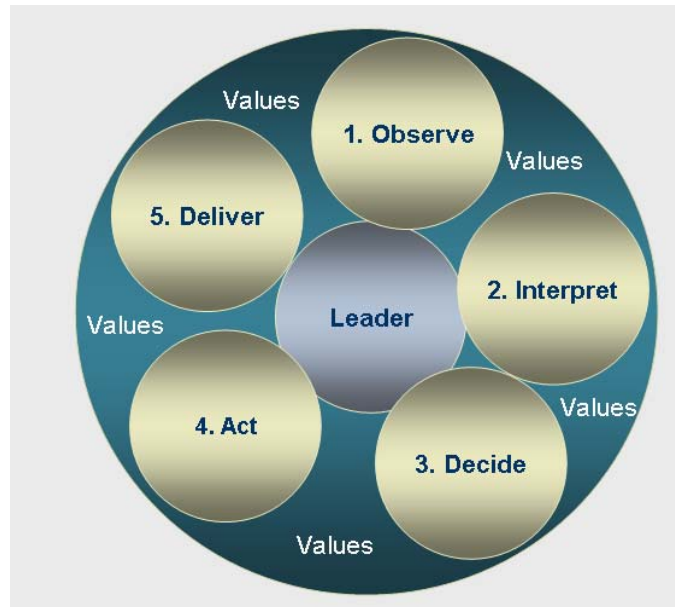 Values
1. Observe
Values
5. Deliver
2. Interpret
Leader
Values
Values
4. Act
3. Decide
Values